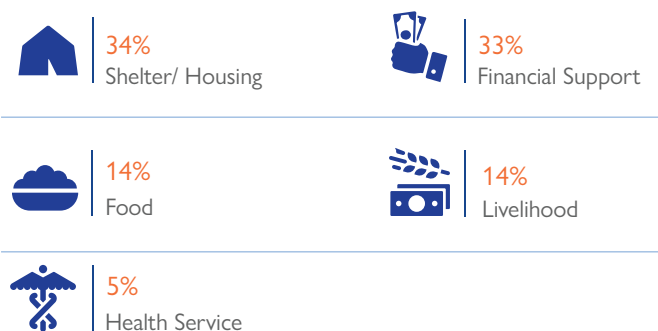 34%
Shelter/ Housing
33%
Financial Support
14%
Food
14%
Livelihood
5%
Health Service